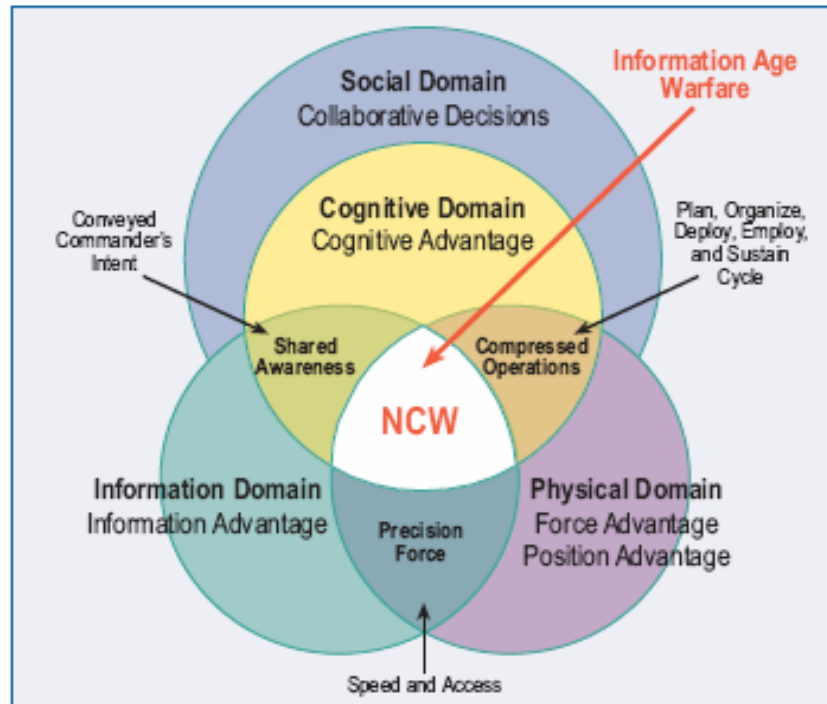 Social Domain
Collaborative Decisions
Information Age
Warfare
Cognitive Domain
Cognitive Advantage
Conveyed
Commander's
Intent
Plan, Organize,
Deploy, Employ,
and Sustain
Cycle
Shared
Awareness
Compressed
Operations
NCW
Information Domain
Information Advantage
Physical Domain
Force Advantage
Position Advantage
Precision
Force
Speed and Access